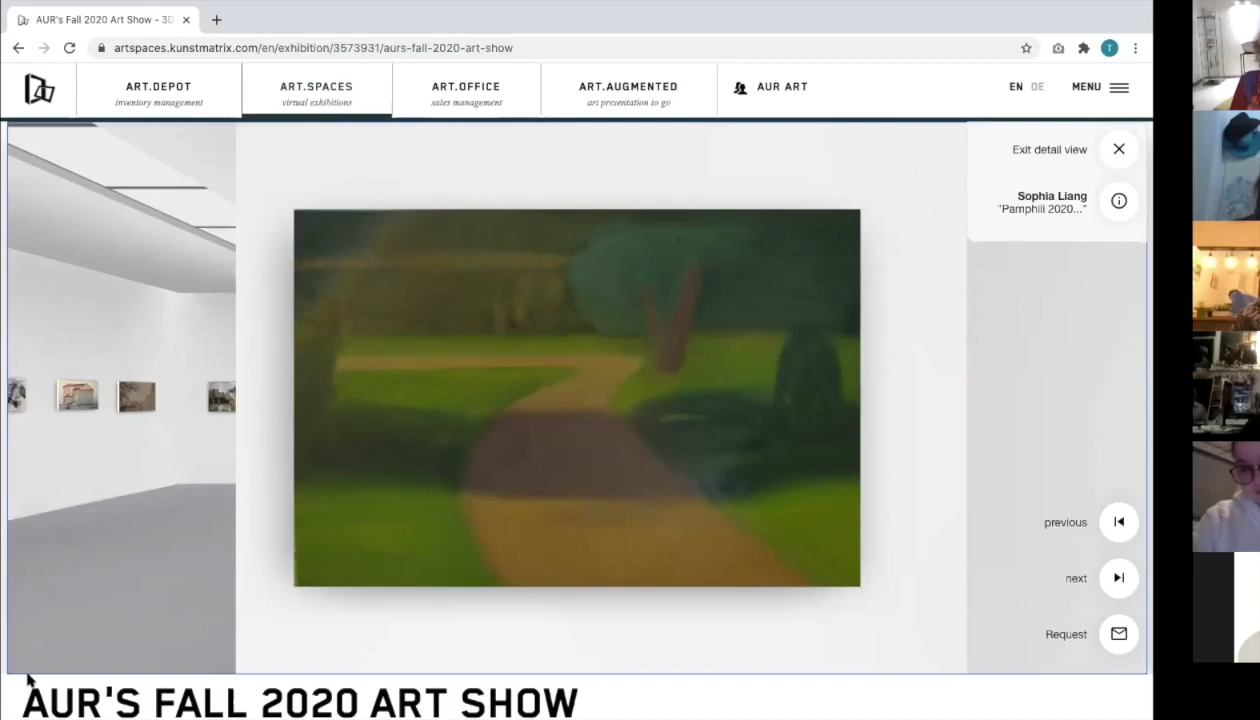 AUR's Fall 2020 Art Show - 3D
artspaces.kunstmatrix.com/en/exhibition/3573931/aurs-fall-2020-art-show
T
ART.DEPOT
inventory management
ART.SPACES
virtual exhibitions
ART.OFFICE
sales management
ART.AUGMENTED
art presentation to go
AUR ART
EN DE
MENU
Exit detail view
Sophia Liang
"Pamphili 2020..."
previous
next
Request
AUR'S FALL 2020 ART SHOW